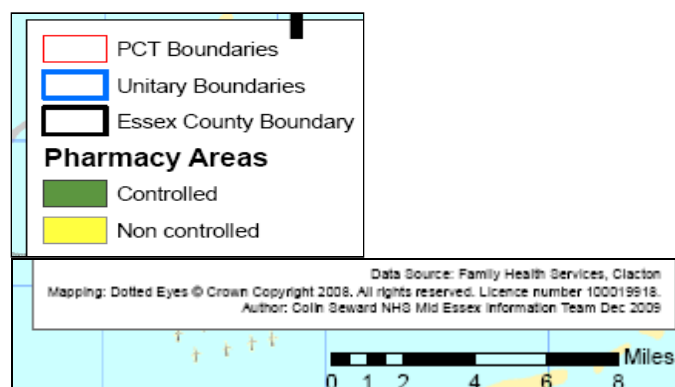 PCT Boundaries
Unitary Boundaries
Essex County Boundary
Pharmacy Areas
Controlled
Non controlled
Data Source: Family Health Services, Clacton
Mapping: Dotted Eyes © Crown Copyright 2008. All rights reserved. Licence number 100019918.
Author: Colin Seward NHS Mid Essex Information Team Dec 2009
Miles
0 1 2 4 6 8